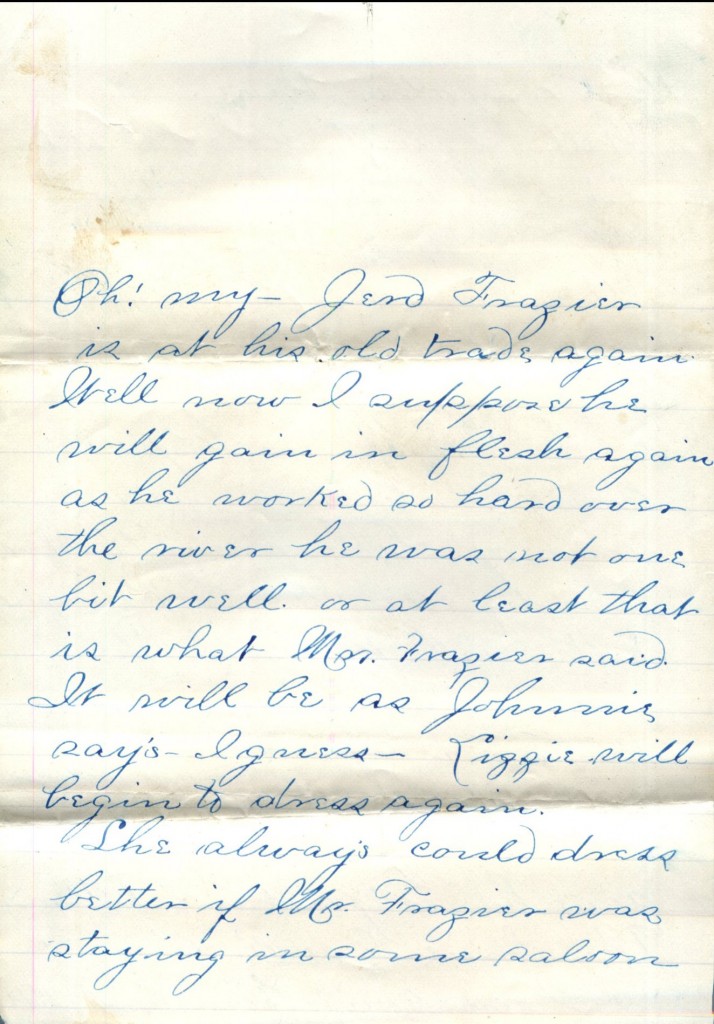 Oh! my - Jerd Frazier
is at his old trade again.
Well now I suppose he
will gain in flesh again
as he worked so hard over
the river he was not one
bit well. or at least that
is what Mrs. Frazier said.
It will be as Johnnie
say's - I guess - Lizzie will
begin to dress again.
She always could dress
better if Mr. Frazier was
staying in some saloon